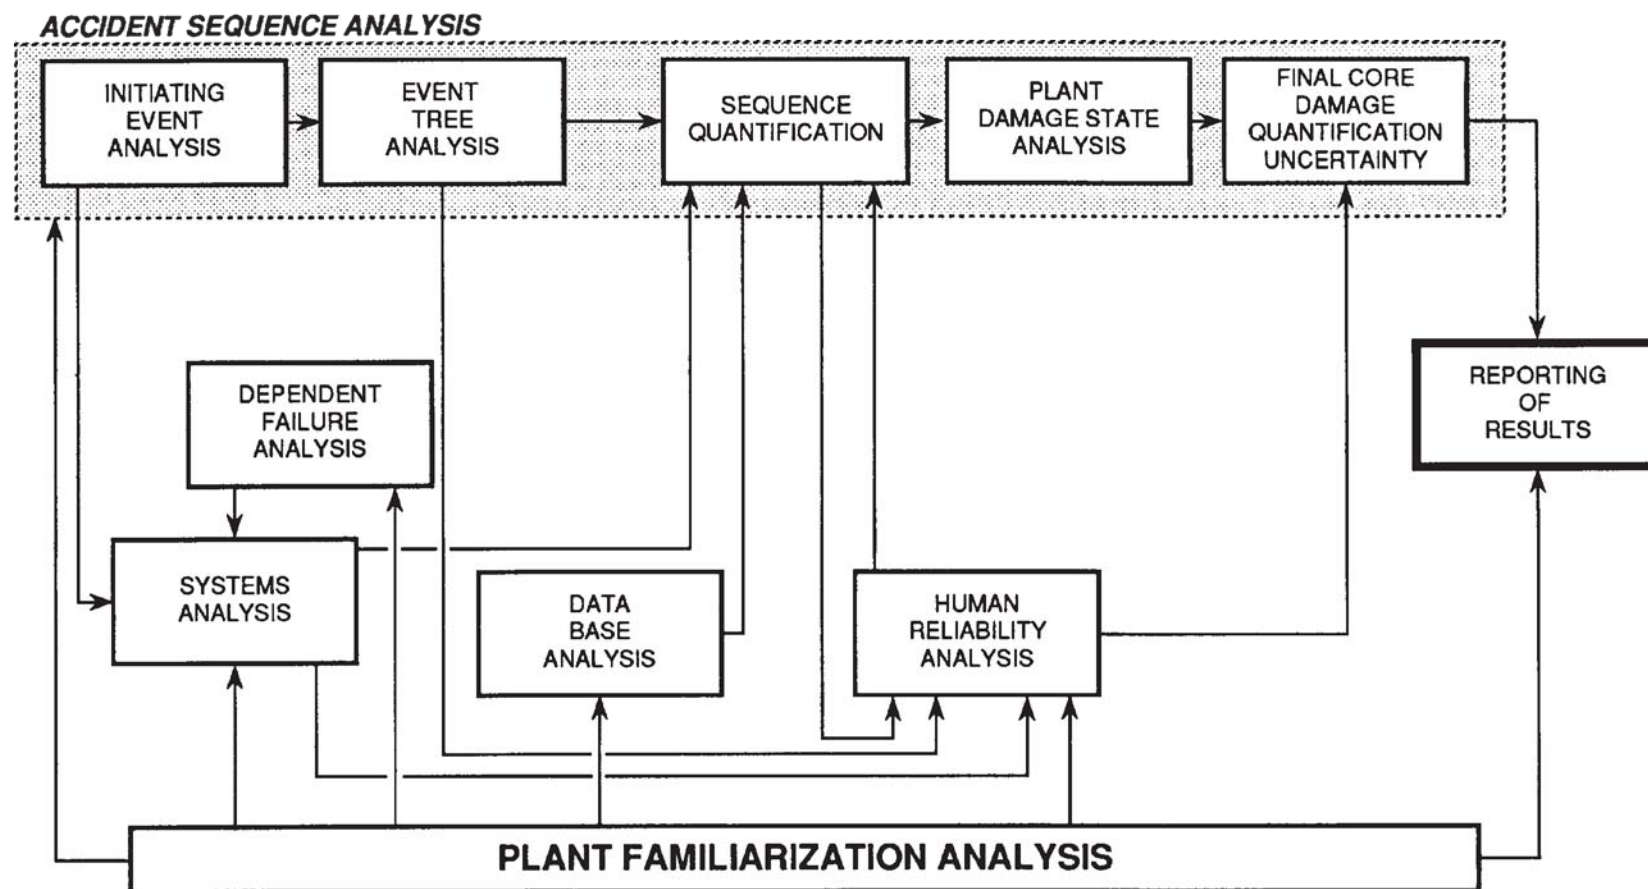 ACCIDENT SEQUENCE ANALYSIS
INITIATING
EVENT
ANALYSIS
EVENT
TREE
ANALYSIS
SEQUENCE
QUANTIFICATION
PLANT
DAMAGE STATE
ANALYSIS
FINAL CORE
DAMAGE
QUANTIFICATION
UNCERTAINTY
DEPENDENT
FAILURE
ANALYSIS
REPORTING
OF
RESULTS
SYSTEMS
ANALYSIS
DATA
BASE
ANALYSIS
HUMAN
RELIABILITY
ANALYSIS
PLANT FAMILIARIZATION ANALYSIS